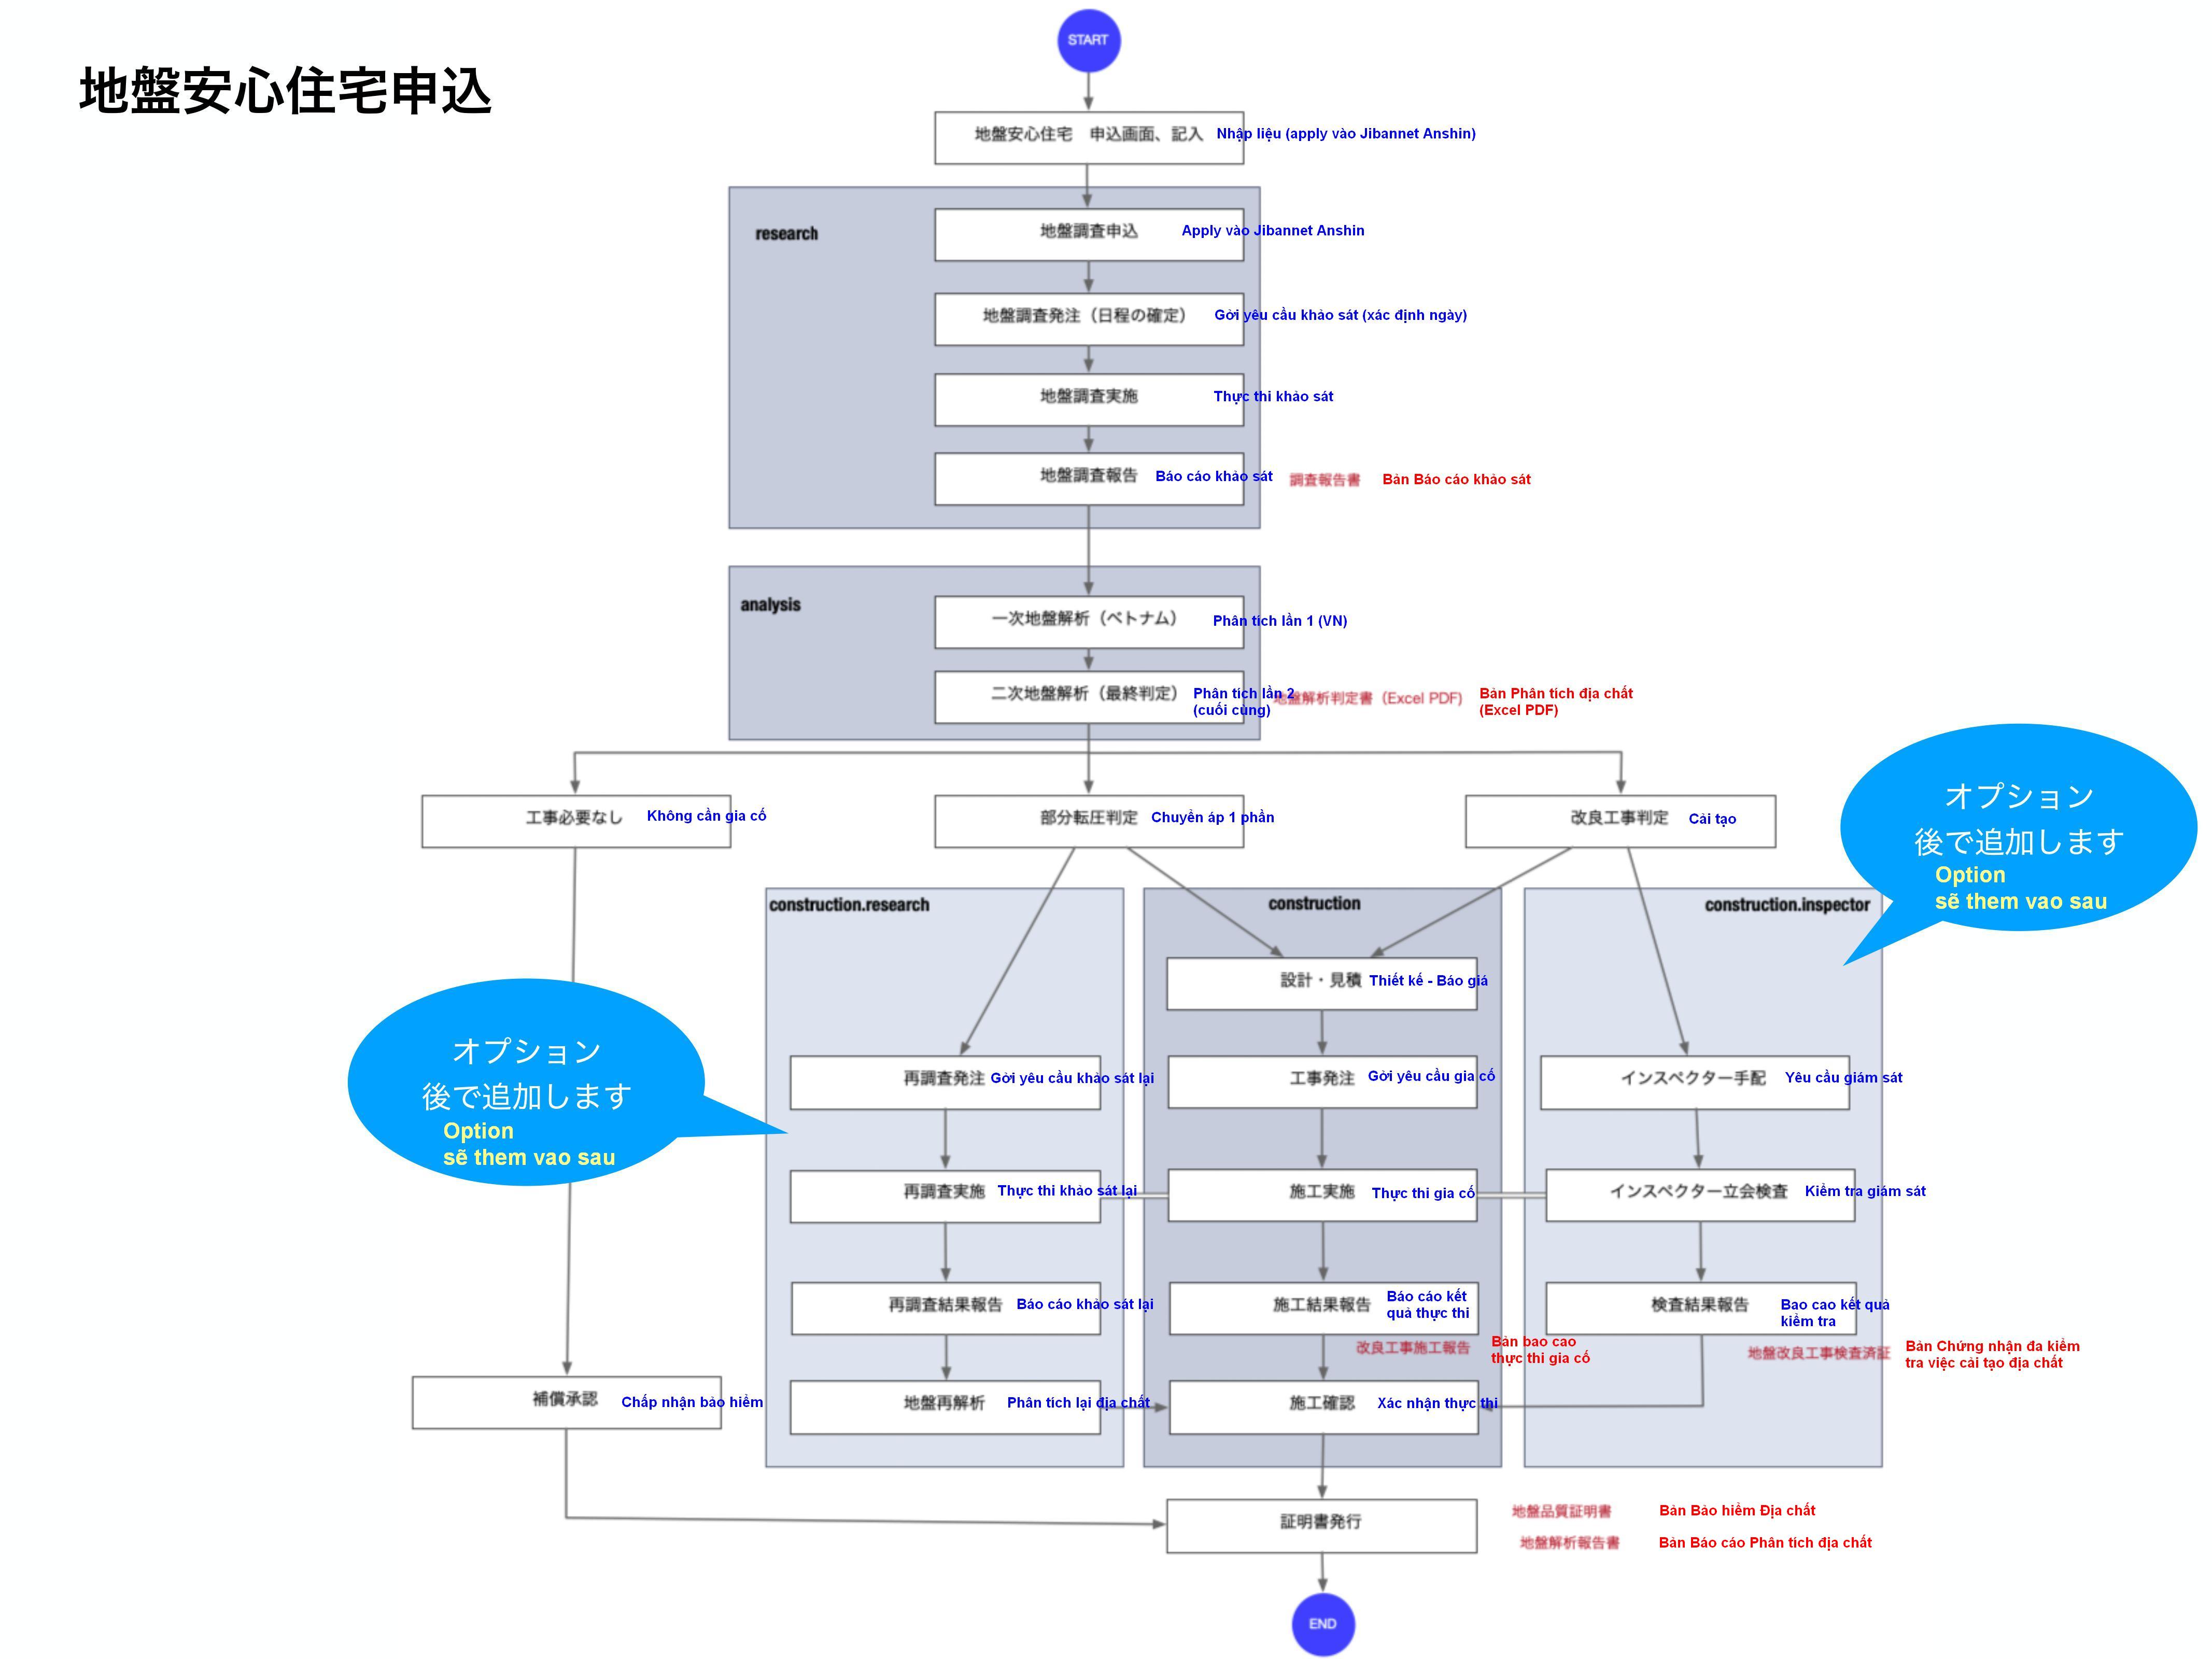 START
地盤安心住宅申込
地盤安心住宅　申込画面、記入
Nhập liệu (apply vào Jibannet Anshin)
research
地盤調査申込
Apply vào Jibannet Anshin
地盤調査発注（日程の確定）
Gởi yêu cầu khảo sát (xác định ngày)
地盤調査実施
Thực thi khảo sát
地盤調査報告
Báo cáo khảo sát
調査報告書
Bản Báo cáo khảo sát
analysis
一次地盤解析（ベトナム）
Phân tích lần 1 (VN)
二次地盤解析（最終判定）
Phân tích lần 2
(cuối cùng)
地盤解析判定書（Excel PDF)
Bản Phân tích địa chất
(Excel PDF)
工事必要なし
Không cần gia cố
部分転圧判定
Chuyển áp 1 phần
改良工事判定
Cải tạo
オプション
後で追加します
Option
sẽ them vao sau
construction.research
construction
construction.inspector
設計・見積
Thiết kế - Báo giá
オプション
後で追加します
Option
sẽ them vao sau
再調査発注
Gởi yêu cầu khảo sát lại
工事発注
Gởi yêu cầu gia cố
インスペクター手配
Yêu cầu giám sát
再調査実施
Thực thi khảo sát lại
施工実施
Thực thi gia cố
インスペクター立会検査
Kiểm tra giám sát
再調査結果報告
Báo cáo khảo sát lại
施工結果報告
Báo cáo kết
quả thực thi
検査結果報告
Bao cao kết quả
kiểm tra
改良工事施工報告
Bản bao cao
thực thi gia cố
地盤改良工事検査済証
Bản Chứng nhận đa kiểm
tra việc cải tạo địa chất
補償承認
Chấp nhận bảo hiểm
地盤再解析
Phân tích lại địa chất
施工確認
Xác nhận thực thi
証明書発行
地盤品質証明書
Bản Bảo hiểm Địa chất
地盤解析報告書
Bản Báo cáo Phân tích địa chất
END